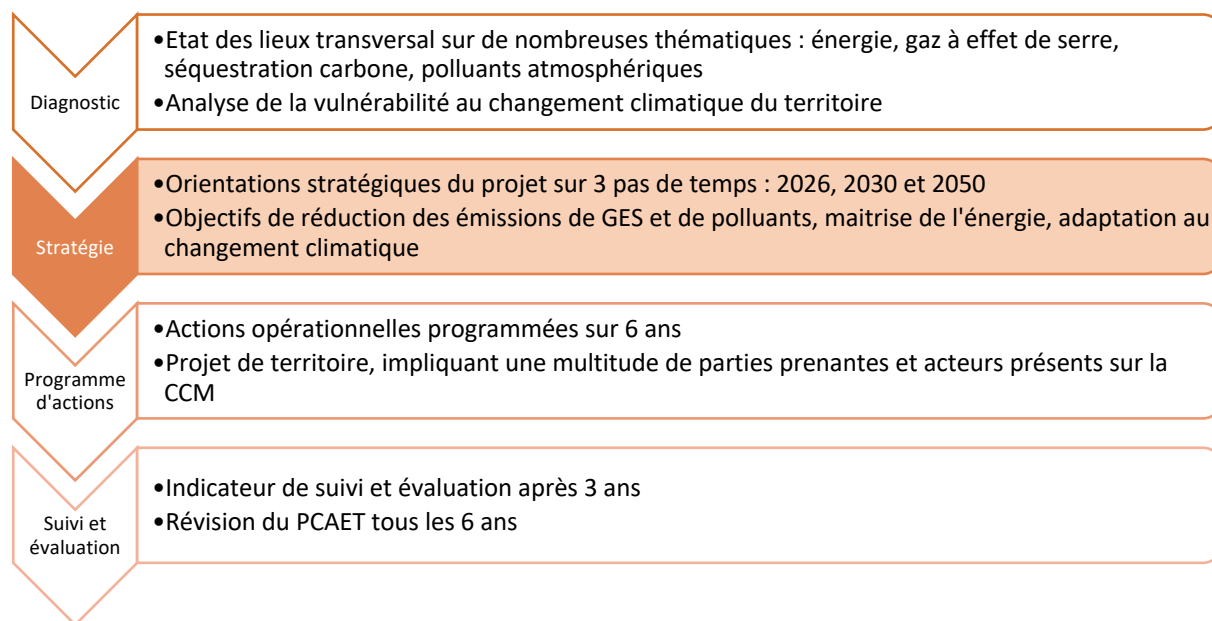 Diagnostic
•Etat des lieux transversal sur de nombreuses thématiques : énergie, gaz à effet de serre,
séquestration carbone, polluants atmosphériques
•Analyse de la vulnérabilité au changement climatique du territoire
Stratégie
•Orientations stratégiques du projet sur 3 pas de temps : 2026, 2030 et 2050
•Objectifs de réduction des émissions de GES et de polluants, maitrise de l'énergie, adaptation au
changement climatique
Programme
d'actions
•Actions opérationnelles programmées sur 6 ans
•Projet de territoire, impliquant une multitude de parties prenantes et acteurs présents sur la
CCM
Suivi et
évaluation
•Indicateur de suivi et évaluation après 3 ans
•Révision du PCAET tous les 6 ans